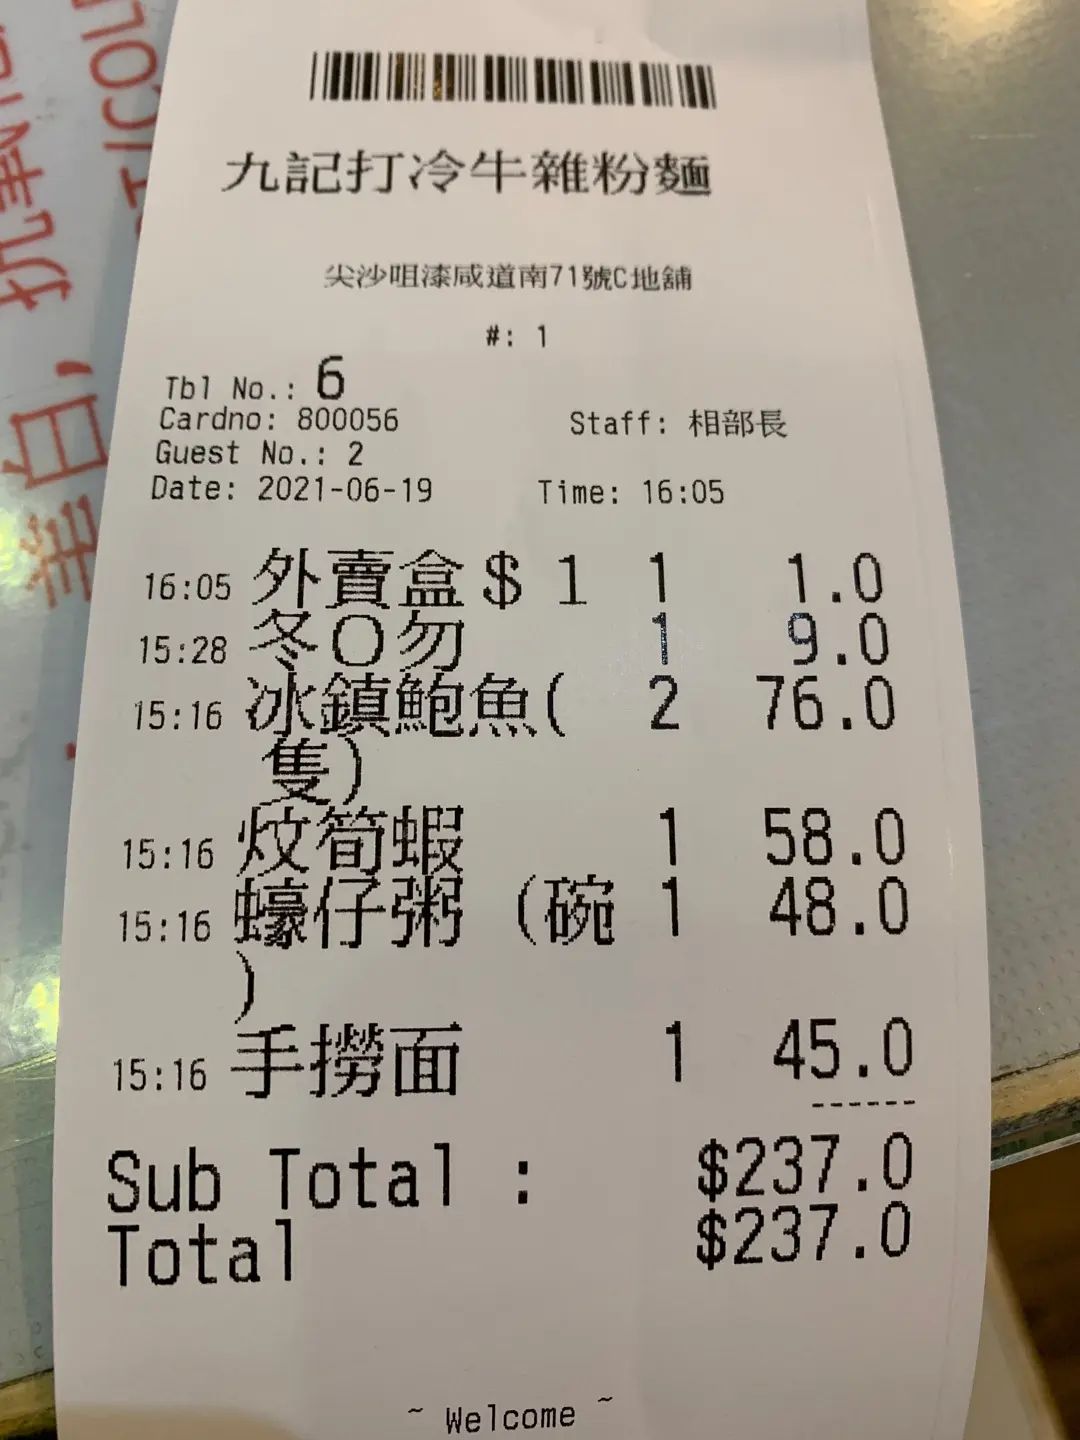 九記打冷牛雜粉麵
尖沙咀漆咸道南71號C地舖
#: 1
Tbl No.: 6
Cardno: 800056 Staff: 相部長
Guest No.: 2
Date: 2021-06-19 Time: 16:05
16:05 外賣盒$1 1 1.0
15:28 冬O勿 1 9.0
15:16 冰鎮鮑魚( 2 76.0
隻)
15:16 炆筍蝦 1 58.0
15:16 蠔仔粥 (碗 1 48.0
)
15:16 手撈面 1 45.0
------
Sub Total : $237.0
Total $237.0
~ Welcome ~